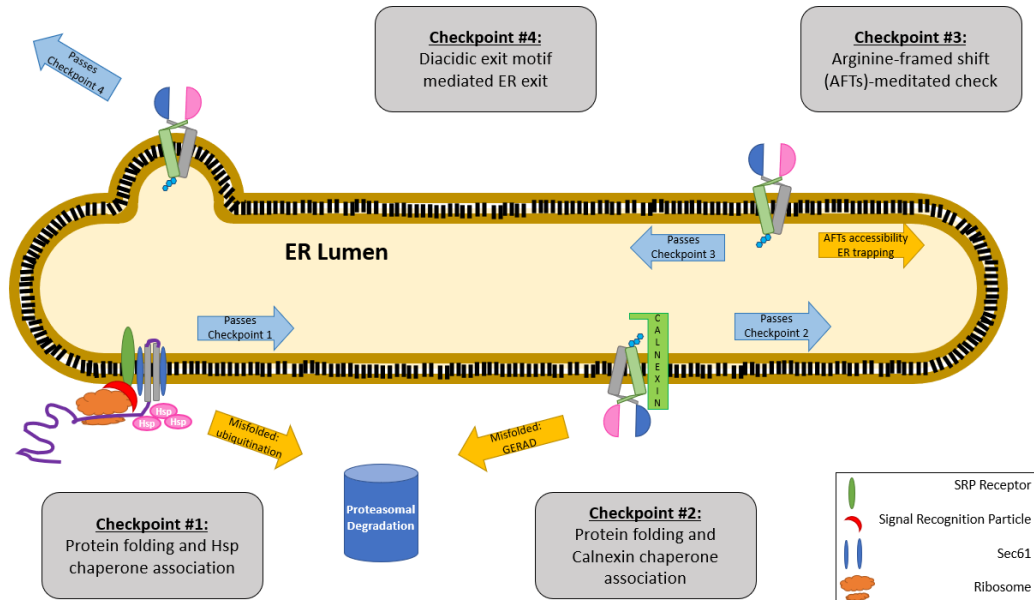 Passes
Checkpoint 4
Checkpoint #4:
Diacidic exit motif
mediated ER exit
Checkpoint #3:
Arginine-framed shift
(AFTs)-meditated check
ER Lumen
Passes
Checkpoint 3
AFTs accessibility
ER trapping
Passes
Checkpoint 1
CALNEXIN
Passes
Checkpoint 2
Hsp
Hsp
Hsp
Misfolded:
ubiquitination
Misfolded:
GERAD
Proteasomal
Degradation
Checkpoint #1:
Protein folding and Hsp
chaperone association
Checkpoint #2:
Protein folding and
Calnexin chaperone
association
SRP Receptor
Signal Recognition Particle
Sec61
Ribosome